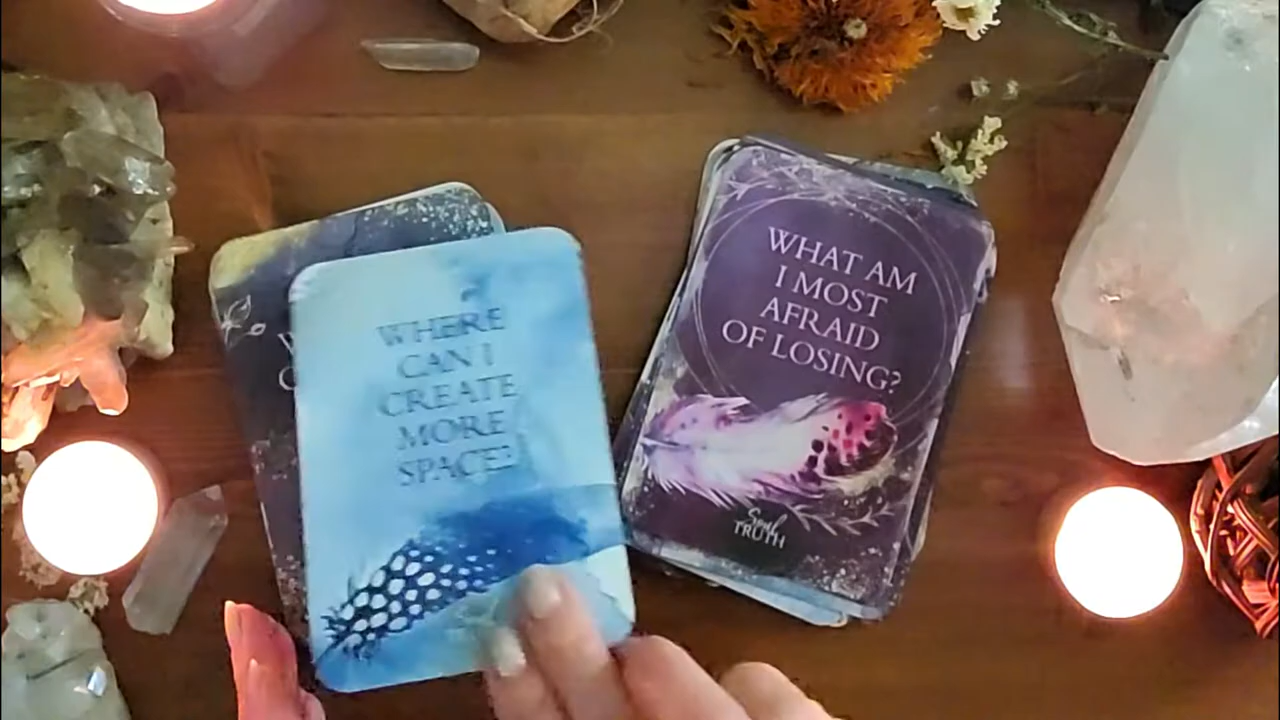 WHERE
CAN I
CREATE
MORE
SPACE?
WHAT AM
I MOST
AFRAID
OF LOSING?
Soul
TRUTH